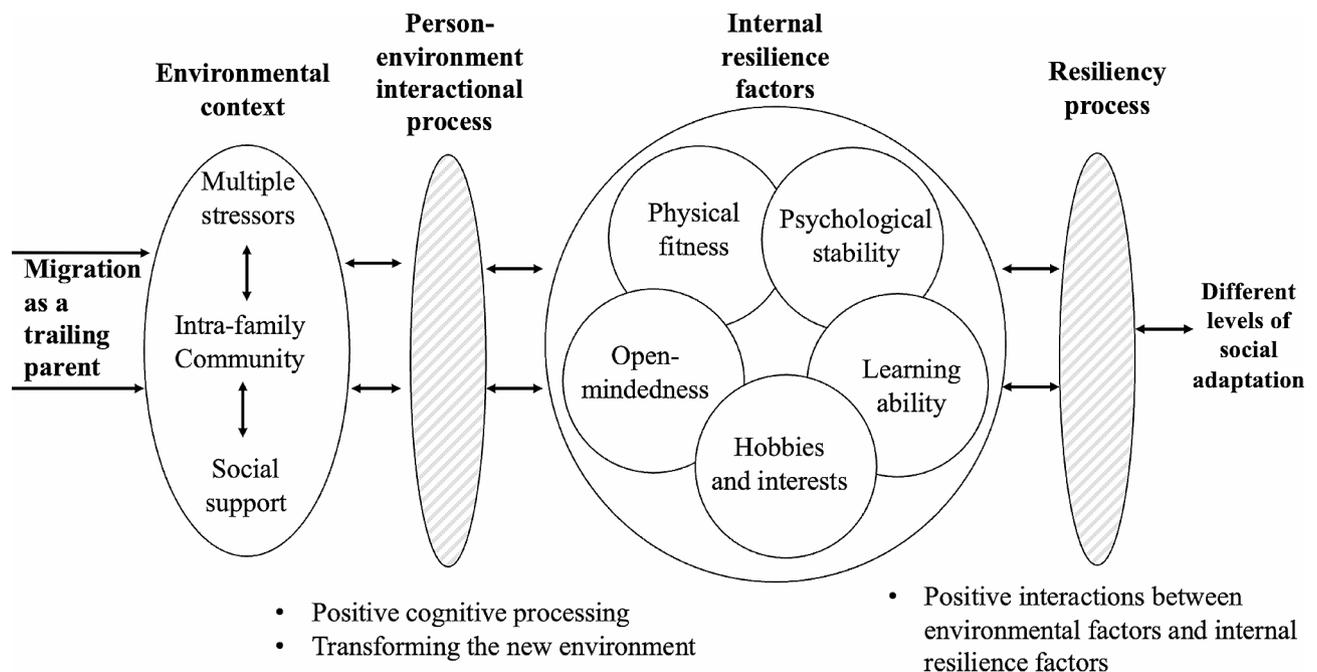 Environmental
context
Person-
environment
interactional
process
Internal
resilience
factors
Resiliency
process
Migration
as a
trailing
parent
Multiple
stressors
Intra-family
Community
Social
support
Physical
fitness
Psychological
stability
Open-
mindedness
Learning
ability
Hobbies
and interests
Different
levels of
social
adaptation
• Positive cognitive processing
• Transforming the new environment
• Positive interactions between
environmental factors and internal
resilience factors